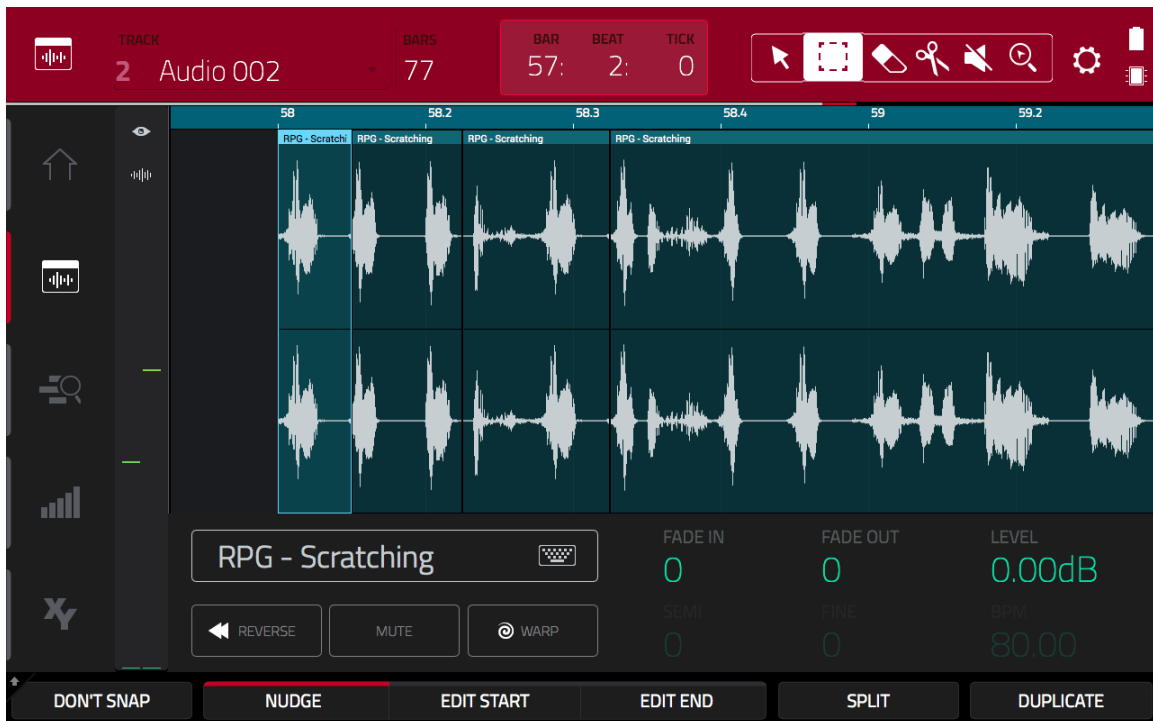 TRACK BARS BAR BEAT TICK
2 Audio 002 77 57: 2: 0
58 58.2 58.3 58.4 59 59.2
RPG - Scratchi RPG - Scratching RPG - Scratching RPG - Scratching
FADE IN FADE OUT LEVEL
RPG - Scratching 0 0 0.00dB
SEMI FINE BPM
REVERSE MUTE WARP 0 0 80.00
XY
DON'T SNAP NUDGE EDIT START EDIT END SPLIT DUPLICATE